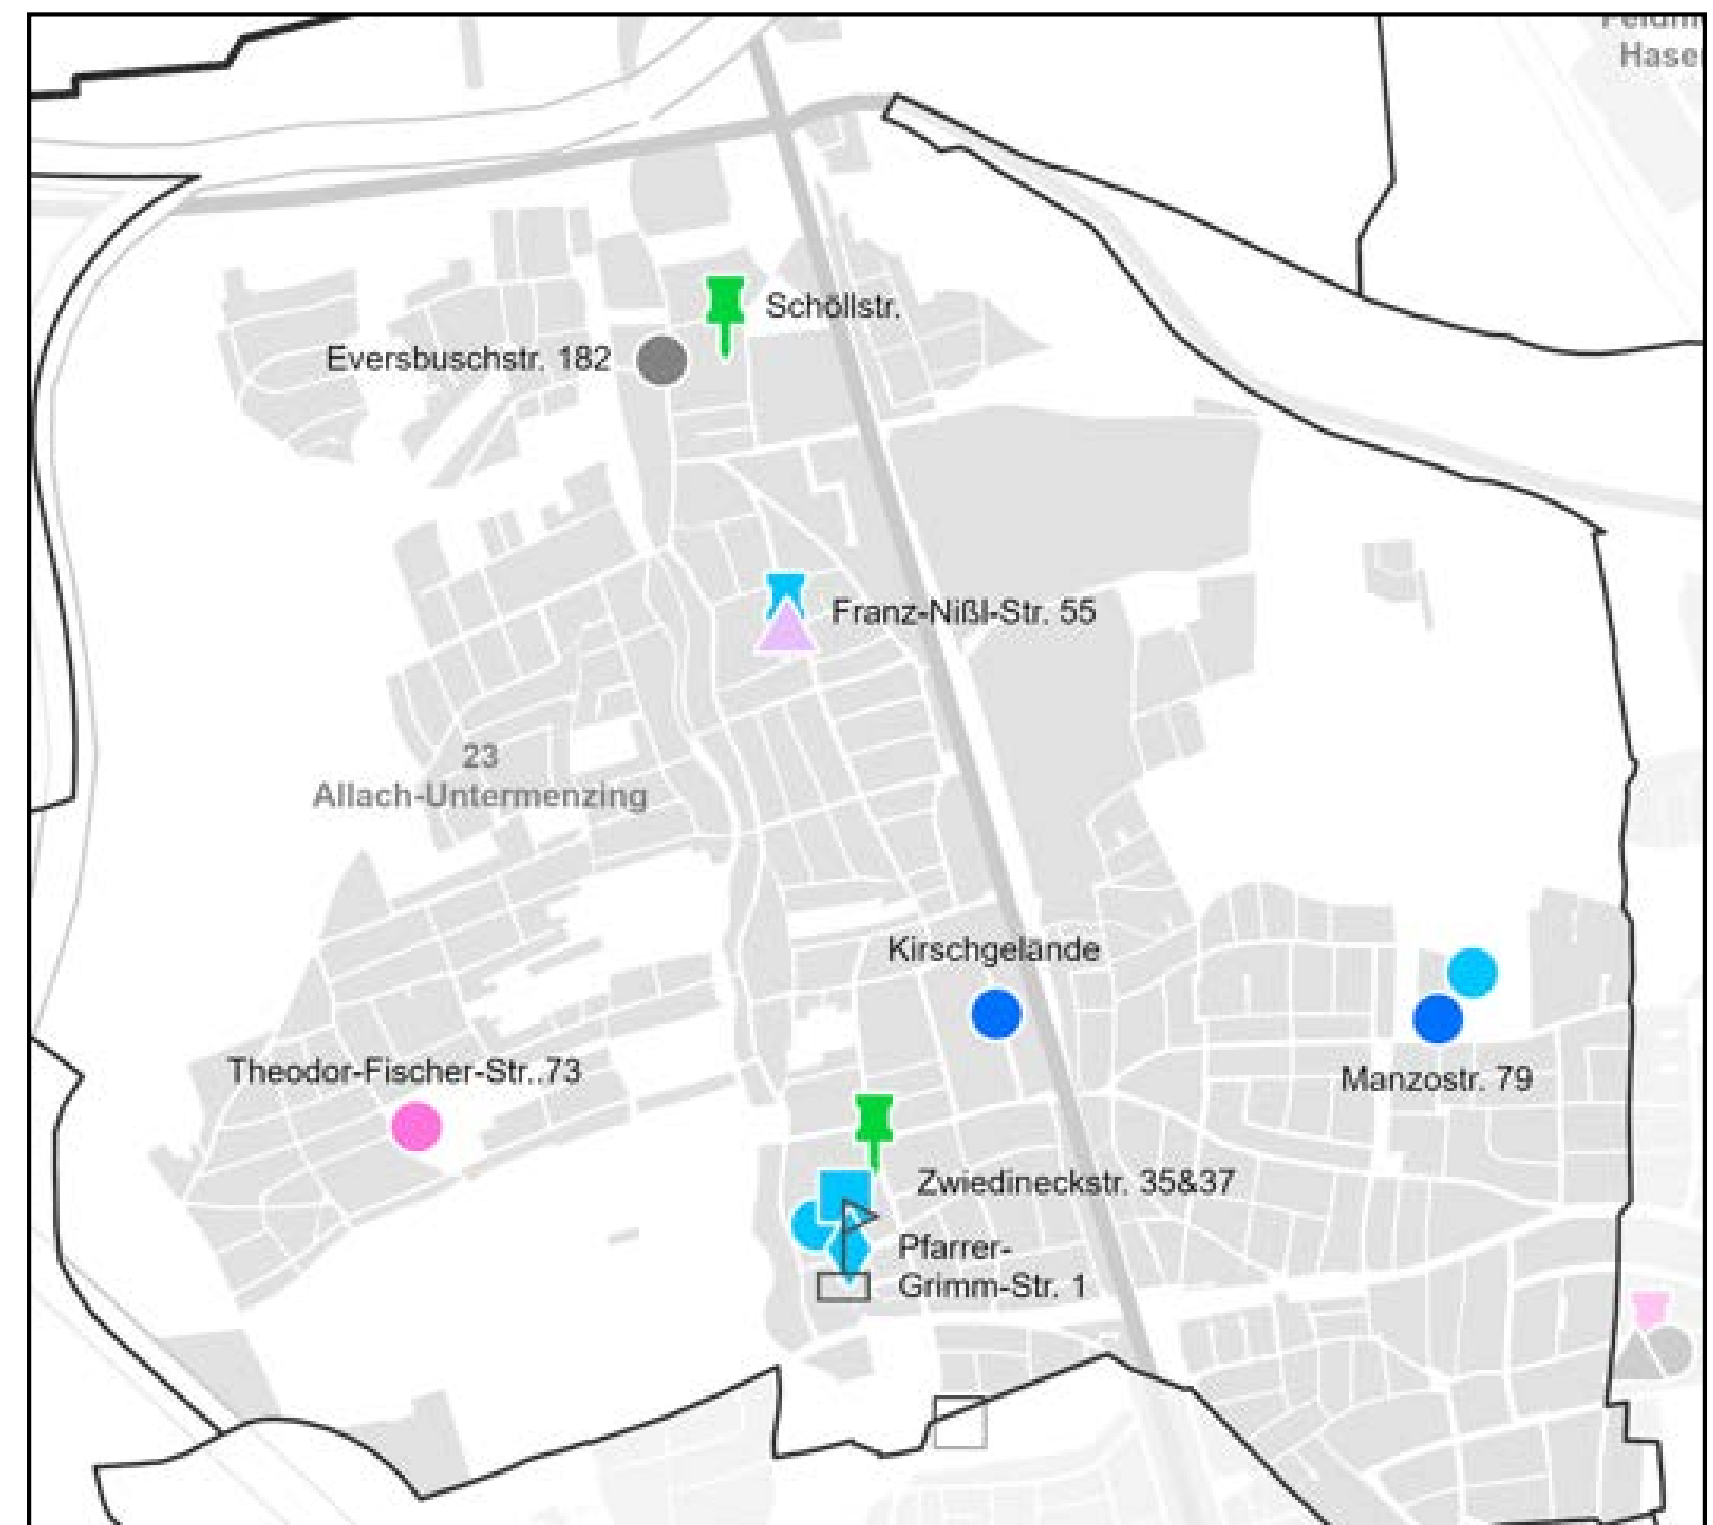 Hase
Schöllstr.
Eversbuschstr. 182
Franz-Nißl-Str. 55
23
Allach-Untermenzing
Kirschgelände
Theodor-Fischer-Str..73
Manzostr. 79
Zwiedineckstr. 35&37
Pfarrer-
Grimm-Str. 1